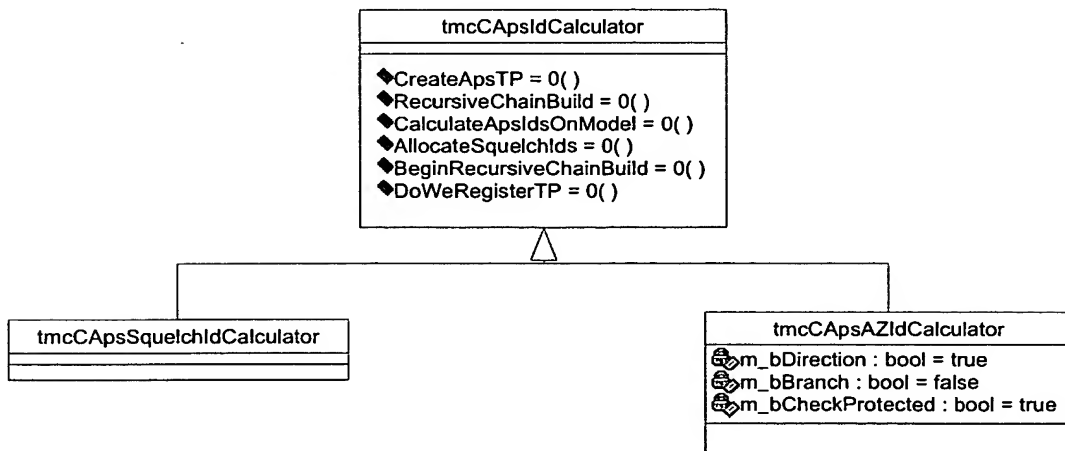 tmcCApsIdCalculator
CreateApsTP = 0( )
RecursiveChainBuild = 0( )
CalculateApsIdsOnModel = 0( )
AllocateSquelchIds = 0( )
BeginRecursiveChainBuild = 0( )
DoWeRegisterTP = 0( )
tmcCApsSquelchIdCalculator
tmcCApsAZIdCalculator
m_bDirection : bool = true
m_bBranch : bool = false
m_bCheckProtected : bool = true